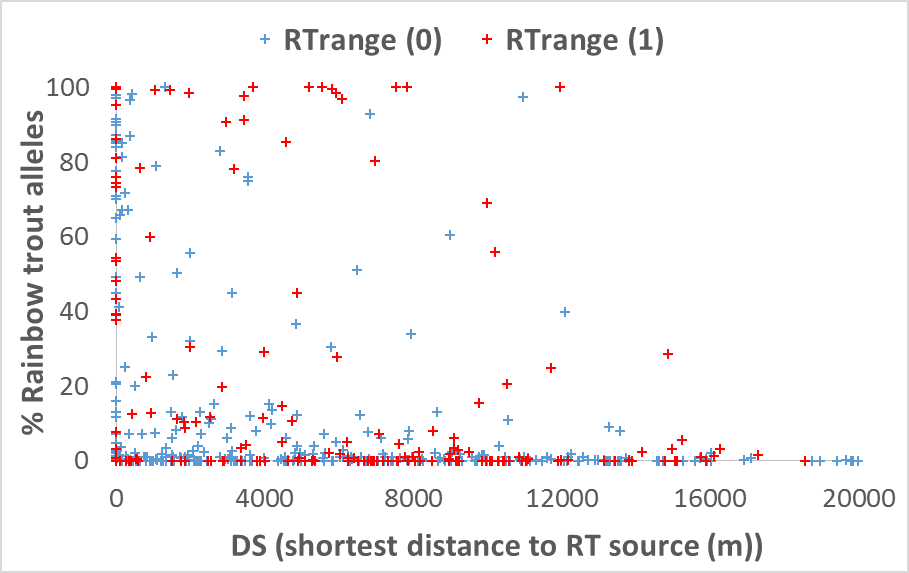 RTrange (0) RTrange (1)
100
80
60
40
20
0
% Rainbow trout alleles
0 4000 8000 12000 16000 20000
DS (shortest distance to RT source (m))